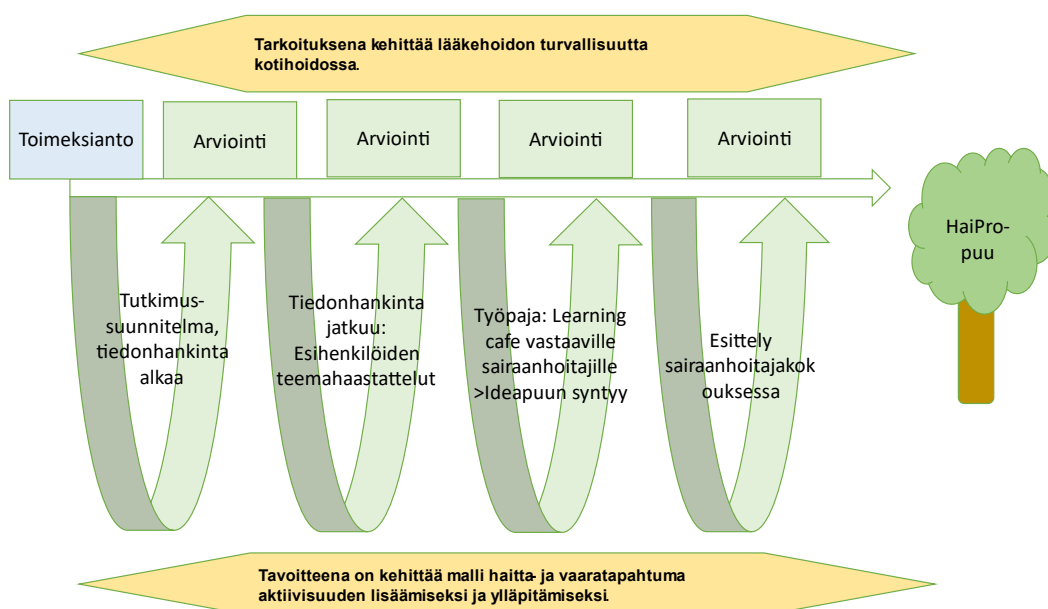 Tarkoituksena kehittää lääkehoidon turvallisuutta
kotihoidossa.
Toimeksianto
Arviointi
Arviointi
Arviointi
Arviointi
HaiPro-
puu
Tutkimus-
suunnitelma,
tiedonhankinta
alkaa
Tiedonhankinta
jatkuu:
Esihenkilöiden
teemahaastattelut
Työpaja: Learning
cafe vastaaville
sairaanhoitajille
>Ideapuun syntyy
Esittely
sairaanhoitajakok
ouksessa
Tavoitteena on kehittää malli haitta- ja vaaratapahtuma
aktiivisuuden lisäämiseksi ja ylläpitämiseksi.